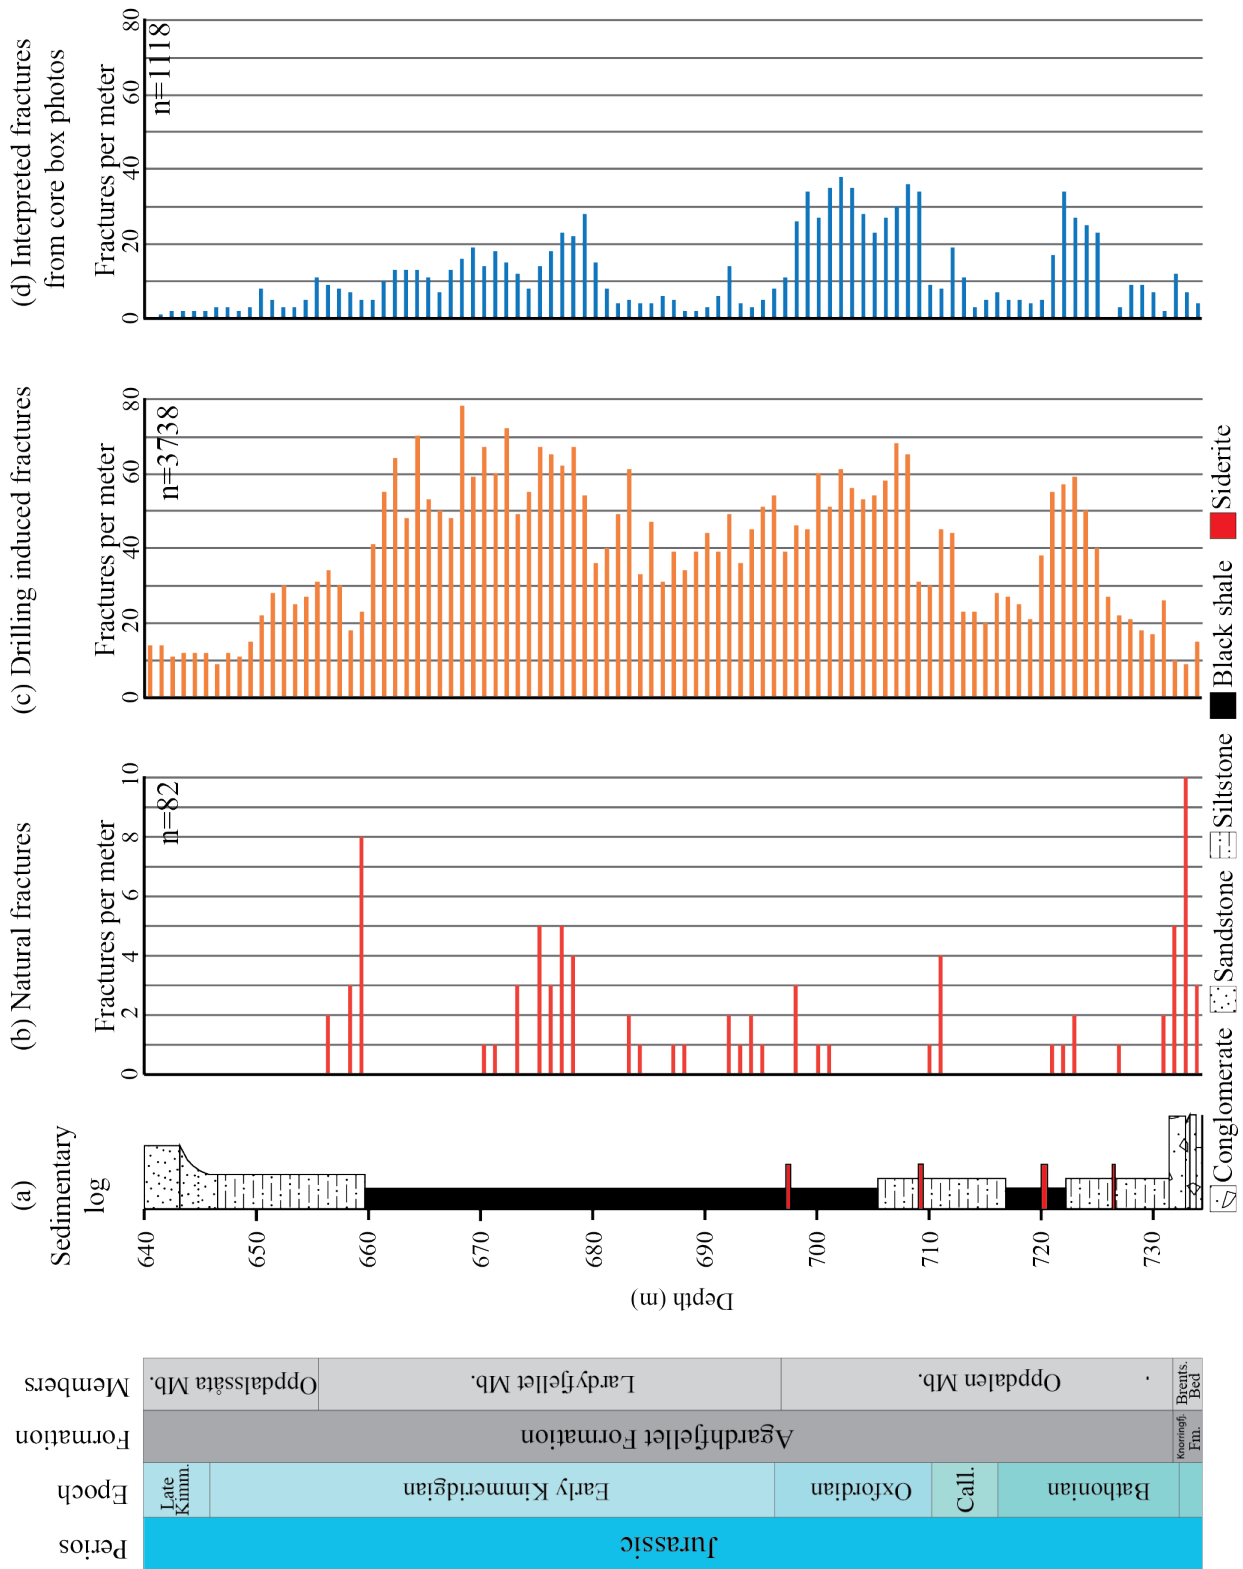 (a)
Sedimentary
log
(b) Natural fractures
Fractures per meter
0 2 4 6 8 10
n=82
(c) Drilling induced fractures
Fractures per meter
0 20 40 60 80
n=3738
(d) Interpreted fractures
from core box photos
Fractures per meter
0 20 40 60 80
n=1118
Perios
Epoch
Formation
Members
Jurassic
Late
Kimm.
Early Kimmeridgian
Oxfordian
Call.
Bathonian
Agardhfjellet Formation
Knorringfj.
Fm.
Oppdalssåta Mb.
Lardyfjellet Mb.
Oppdalen Mb.
Brents.
Bed
Depth (m)
640
650
660
670
680
690
700
710
720
730
Conglomerate
Sandstone
Siltstone
Black shale
Siderite